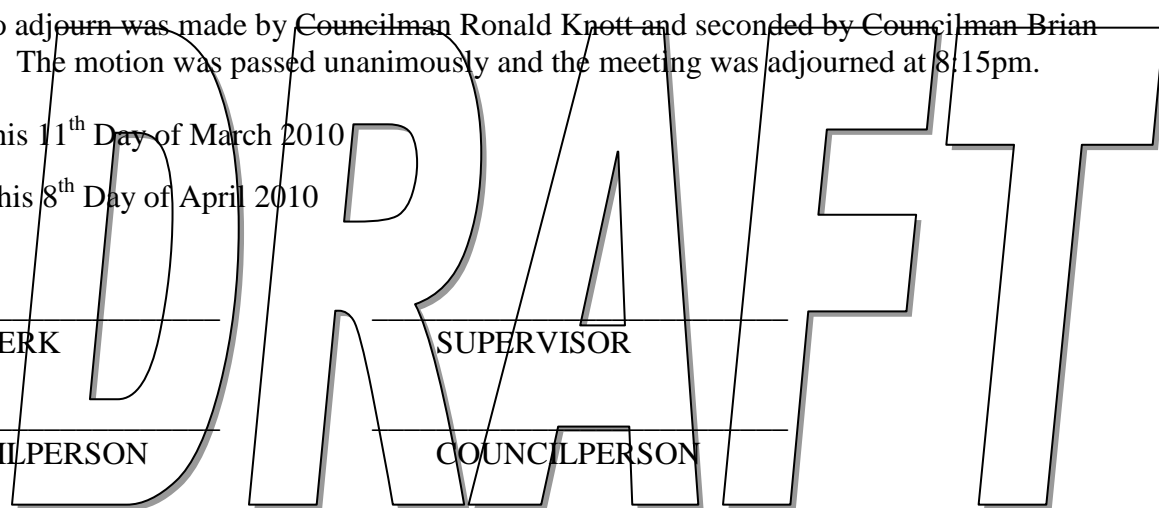 o adjourn was made by Councilman Ronald Knott and seconded by Councilman Brian
The motion was passed unanimously and the meeting was adjourned at 8:15pm.
his 11th Day of March 2010
his 8th Day of April 2010
ERK SUPERVISOR
ILPERSON COUNCILPERSON
DRAFT